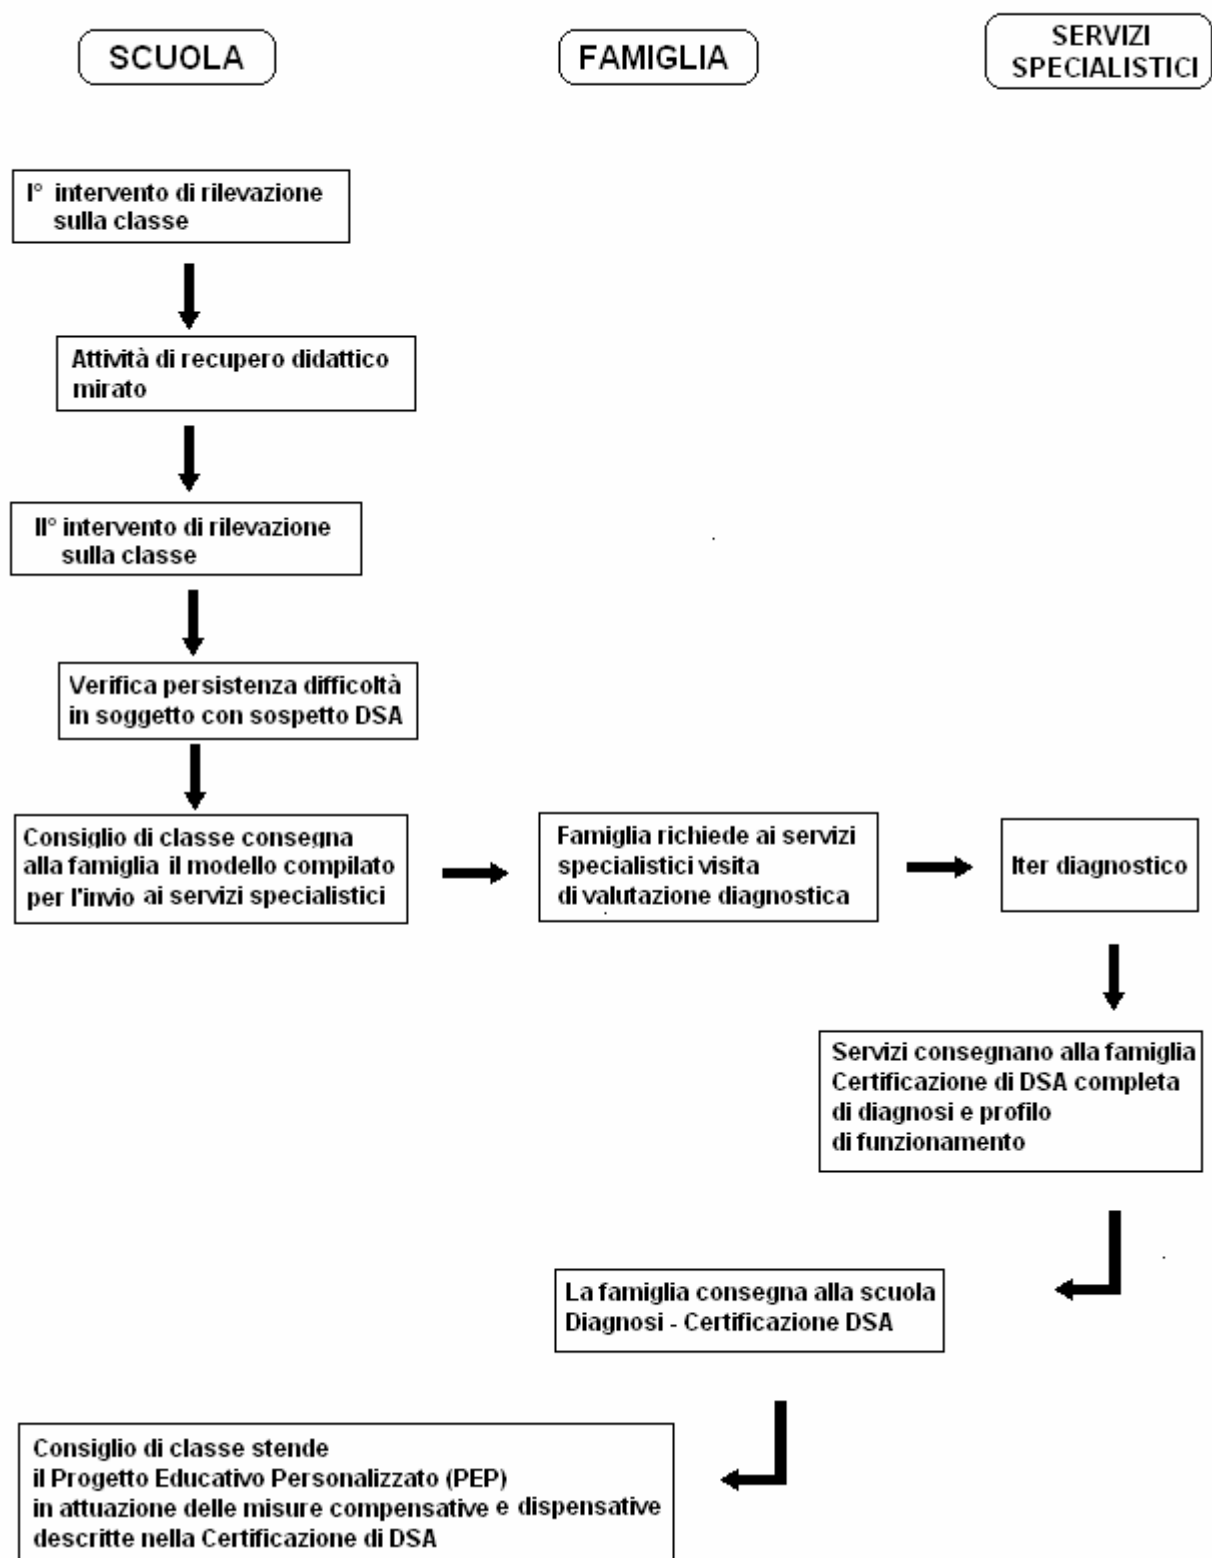 SCUOLA
FAMIGLIA
SERVIZI
SPECIALISTICI
I° intervento di rilevazione
sulla classe
Attività di recupero didattico
mirato
II° intervento di rilevazione
sulla classe
Verifica persistenza difficoltà
in soggetto con sospetto DSA
Consiglio di classe consegna
alla famiglia il modello compilato
per l'invio ai servizi specialistici
Famiglia richiede ai servizi
specialistici visita
di valutazione diagnostica
Iter diagnostico
Servizi consegnano alla famiglia
Certificazione di DSA completa
di diagnosi e profilo
di funzionamento
La famiglia consegna alla scuola
Diagnosi - Certificazione DSA
Consiglio di classe stende
il Progetto Educativo Personalizzato (PEP)
in attuazione delle misure compensative e dispensative
descritte nella Certificazione di DSA